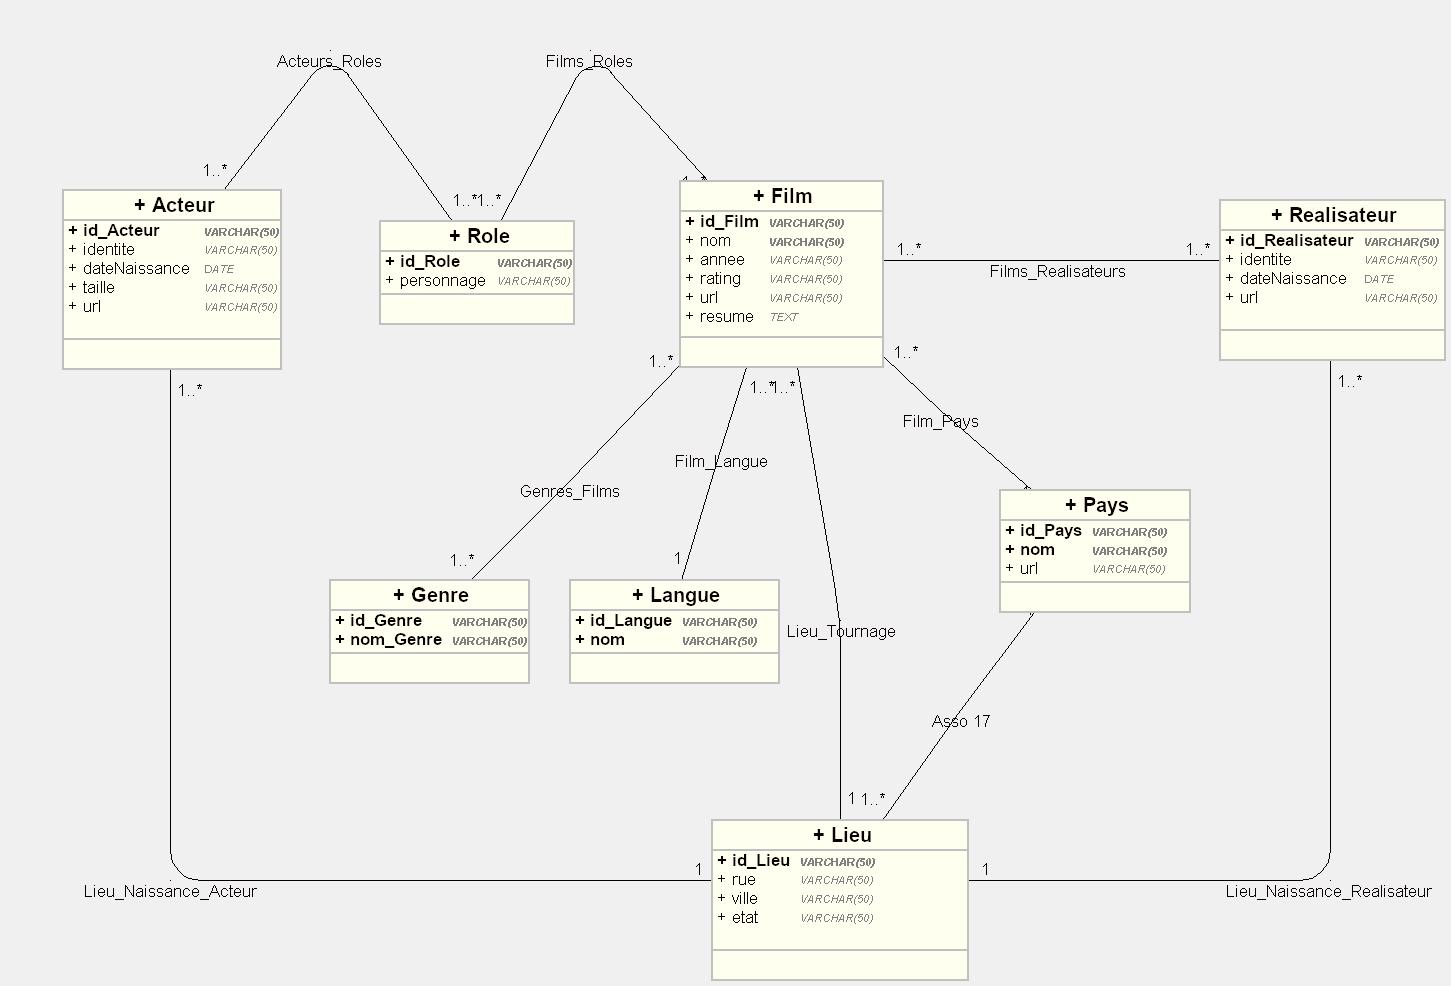 Acteurs_Roles
Films_Roles
1..*
1..*
1..*
1..*
+ Acteur
+ id_Acteur VARCHAR(50)
+ identite VARCHAR(50)
+ dateNaissance DATE
+ taille VARCHAR(50)
+ url VARCHAR(50)
+ Role
+ id_Role VARCHAR(50)
+ personnage VARCHAR(50)
+ Film
+ id_Film VARCHAR(50)
+ nom VARCHAR(50)
+ annee VARCHAR(50)
+ rating VARCHAR(50)
+ url VARCHAR(50)
+ resume TEXT
1..*
1..*
Films_Realisateurs
+ Realisateur
+ id_Realisateur VARCHAR(50)
+ identite VARCHAR(50)
+ dateNaissance DATE
+ url VARCHAR(50)
1..*
1..*
1..*
1..*
1..*
1..*
Film_Pays
Film_Langue
Genres_Films
1..*
1
+ Pays
+ id_Pays VARCHAR(50)
+ nom VARCHAR(50)
+ url VARCHAR(50)
+ Genre
+ id_Genre VARCHAR(50)
+ nom_Genre VARCHAR(50)
+ Langue
+ id_Langue VARCHAR(50)
+ nom VARCHAR(50)
Lieu_Tournage
Asso 17
1
1..*
+ Lieu
+ id_Lieu VARCHAR(50)
+ rue VARCHAR(50)
+ ville VARCHAR(50)
+ etat VARCHAR(50)
1
1
Lieu_Naissance_Acteur
Lieu_Naissance_Realisateur